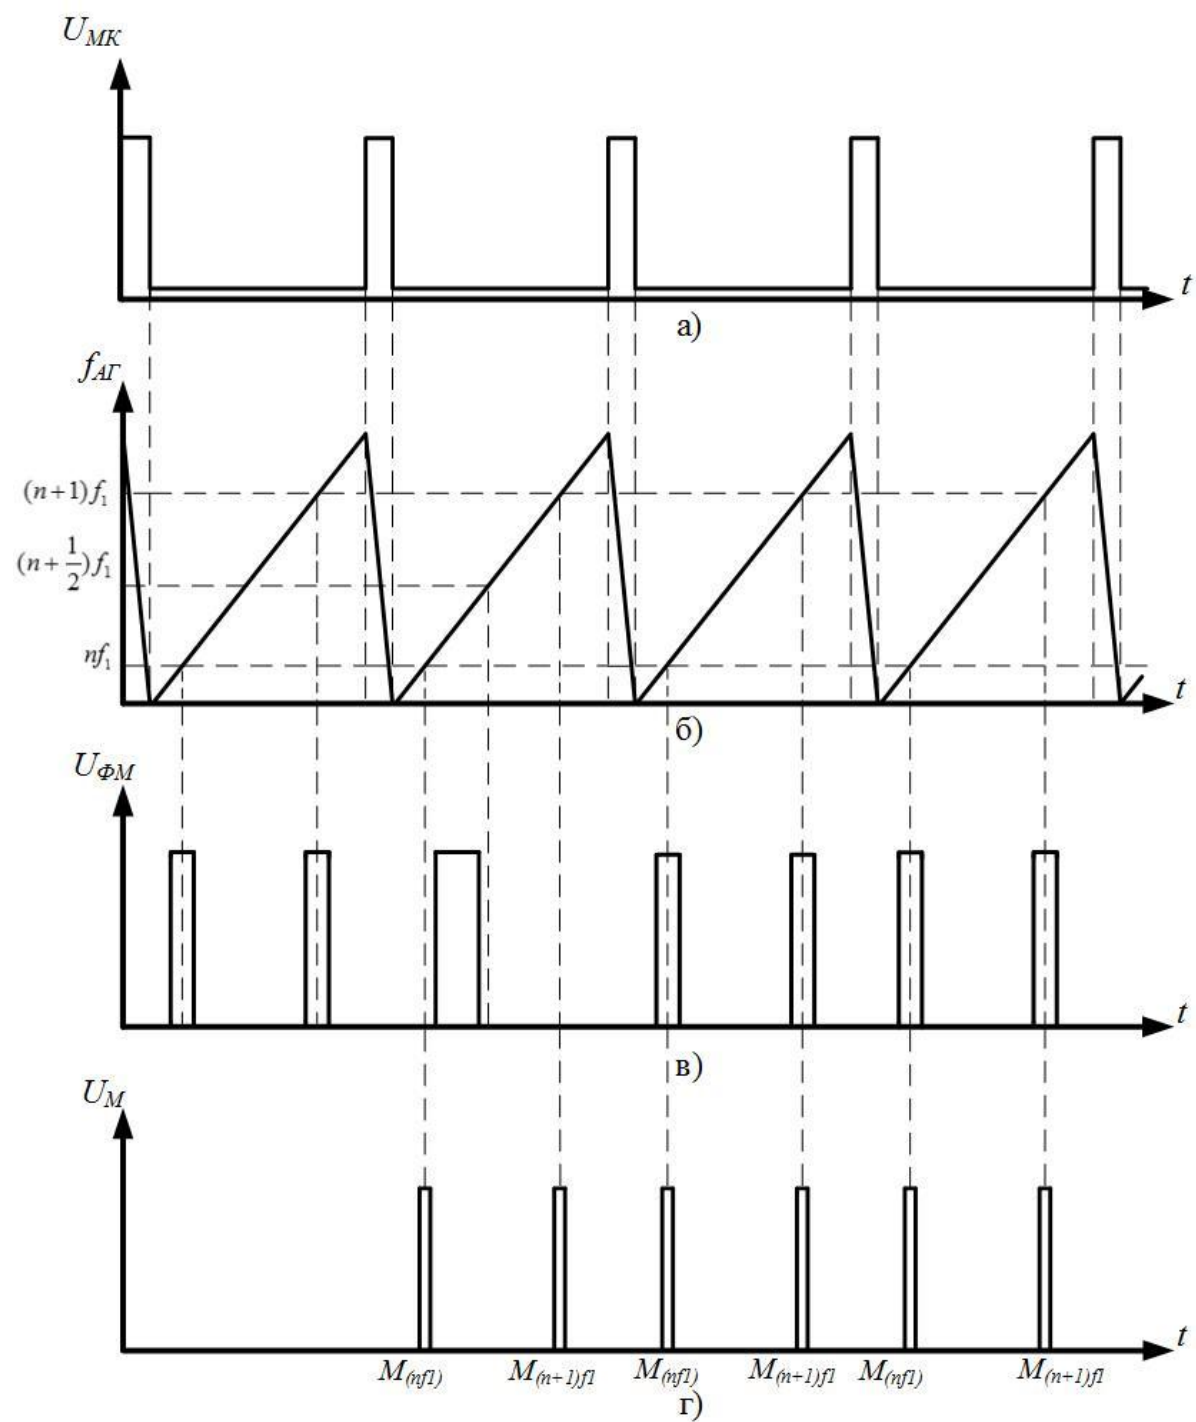 U_МК
t
а)
f_АГ
(n+1)f₁
(n+1/2)f₁
nf₁
t
б)
U_ФМ
t
в)
U_М
t
M_(nf1) M_(n+1)f1 M_(nf1) M_(n+1)f1 M_(nf1) M_(n+1)f1
г)